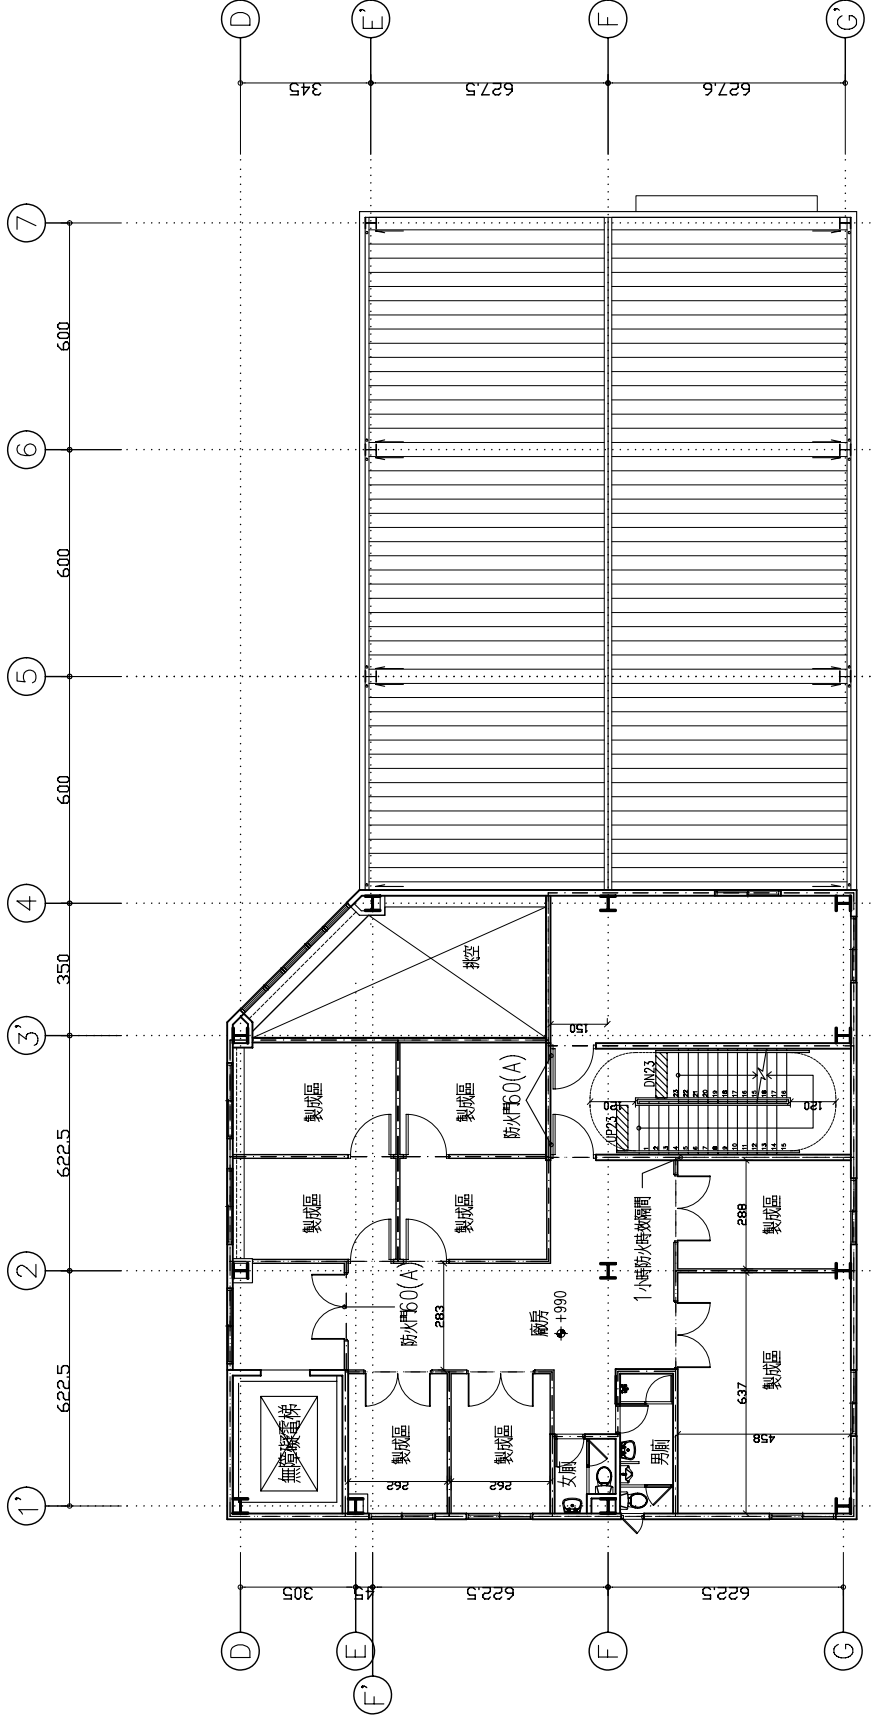 D
E'
F
G'
345
627.5
627.6
7
600
6
600
5
600
4
350
挑空
3'
150
製成區
製成區
防火門60(A)
DN23
UP23
120
120
622.5
製成區
製成區
1小時防火時效隔間
288
製成區
2
防火門60(A)
283
廠房
+990
622.5
637
製成區
458
無障礙電梯
製成區
製成區
262
262
女廁
男廁
1'
305
45
622.5
622.5
D
E
F'
F
G